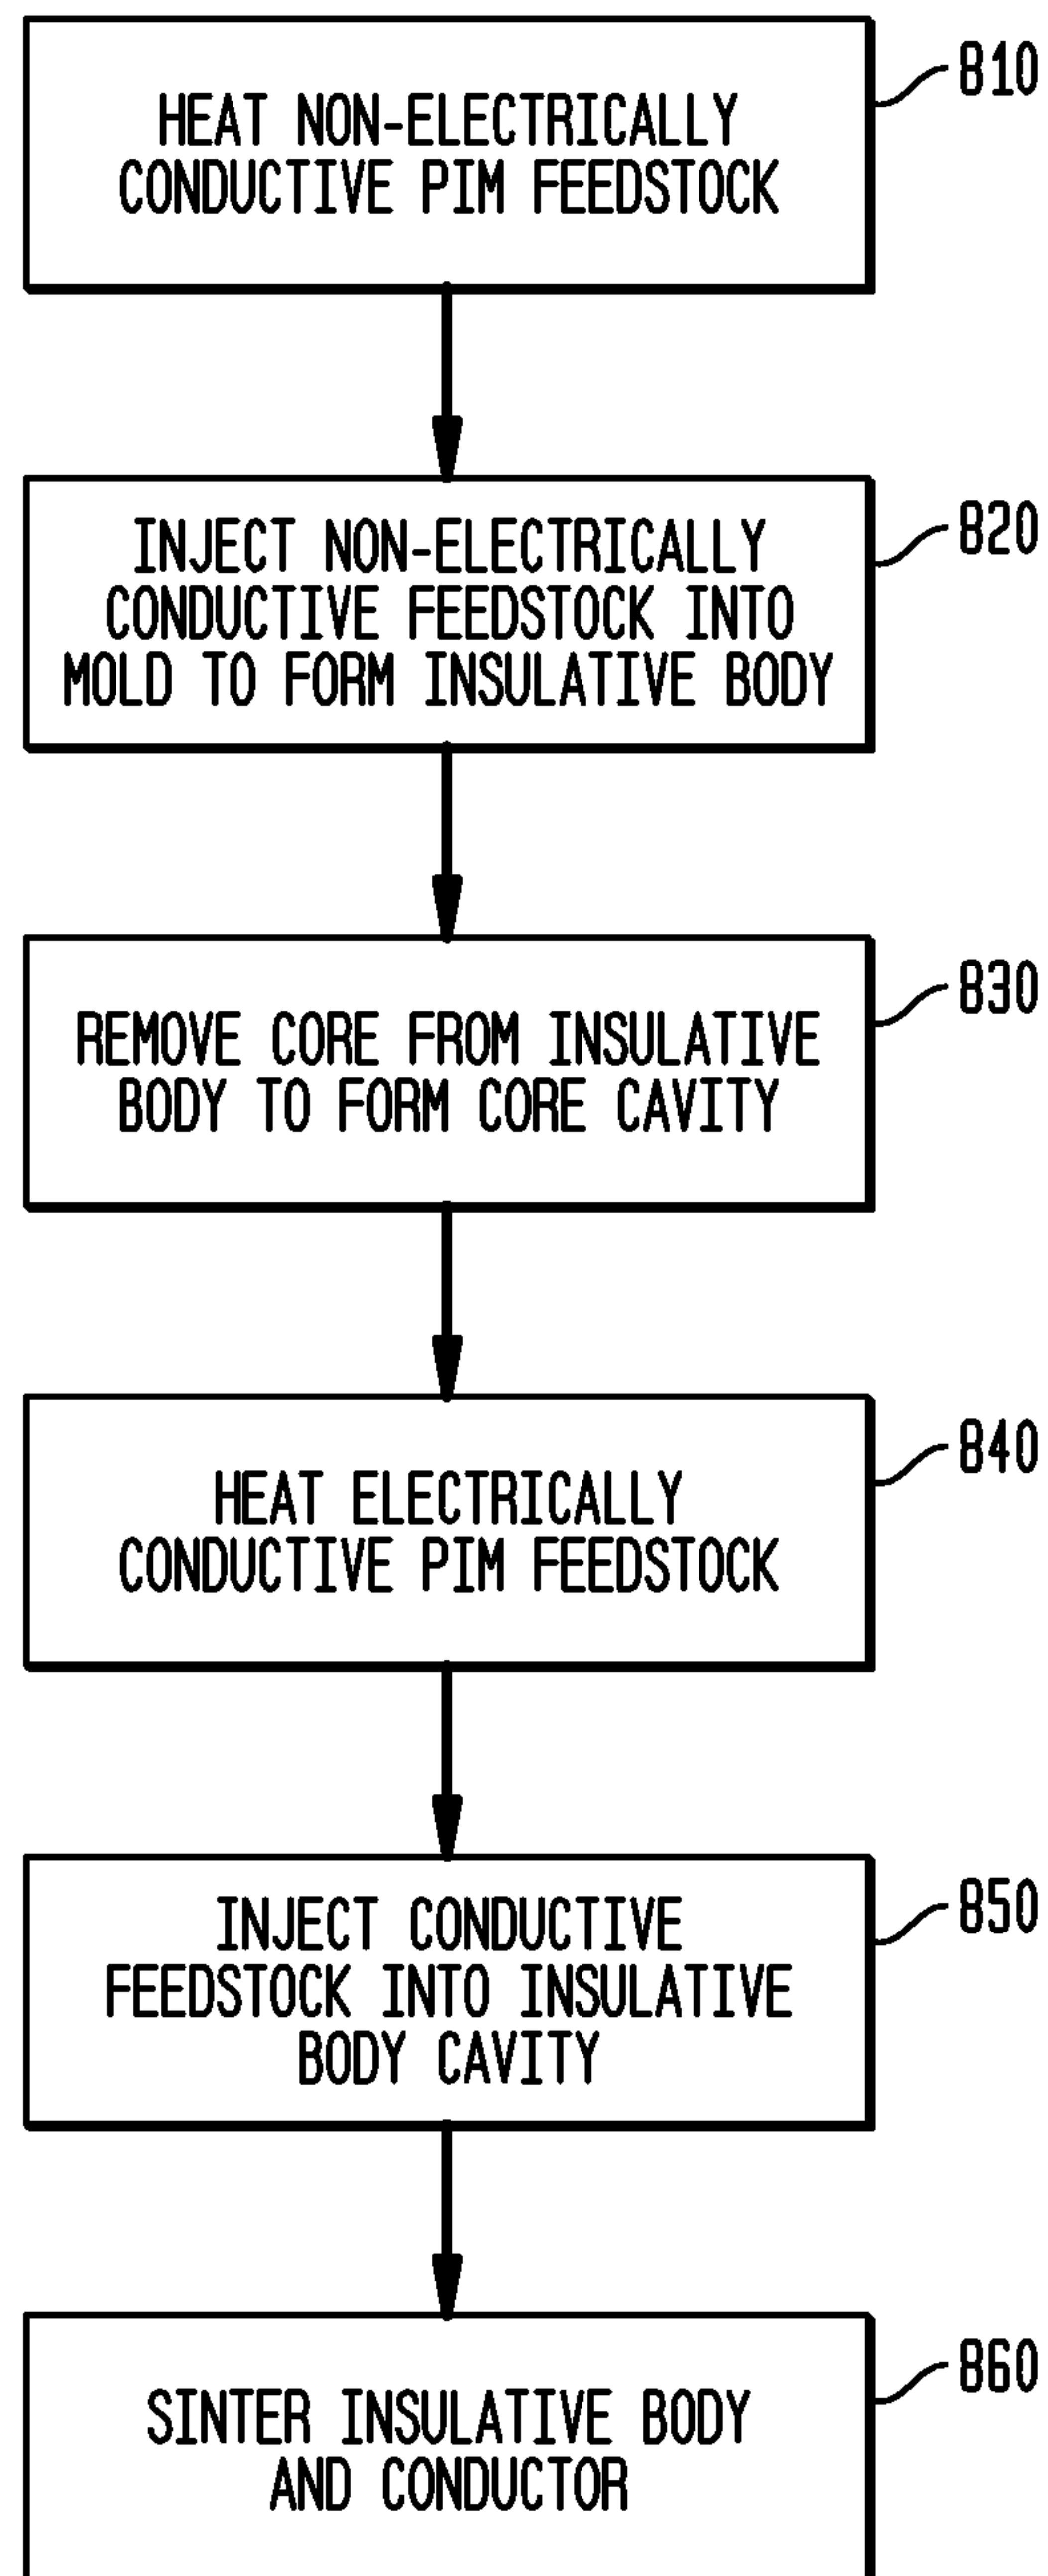 HEAT NON-ELECTRICALLY
CONDUCTIVE PIM FEEDSTOCK
810
INJECT NON-ELECTRICALLY
CONDUCTIVE FEEDSTOCK INTO
MOLD TO FORM INSULATIVE BODY
820
REMOVE CORE FROM INSULATIVE
BODY TO FORM CORE CAVITY
830
HEAT ELECTRICALLY
CONDUCTIVE PIM FEEDSTOCK
840
INJECT CONDUCTIVE
FEEDSTOCK INTO INSULATIVE
BODY CAVITY
850
SINTER INSULATIVE BODY
AND CONDUCTOR
860